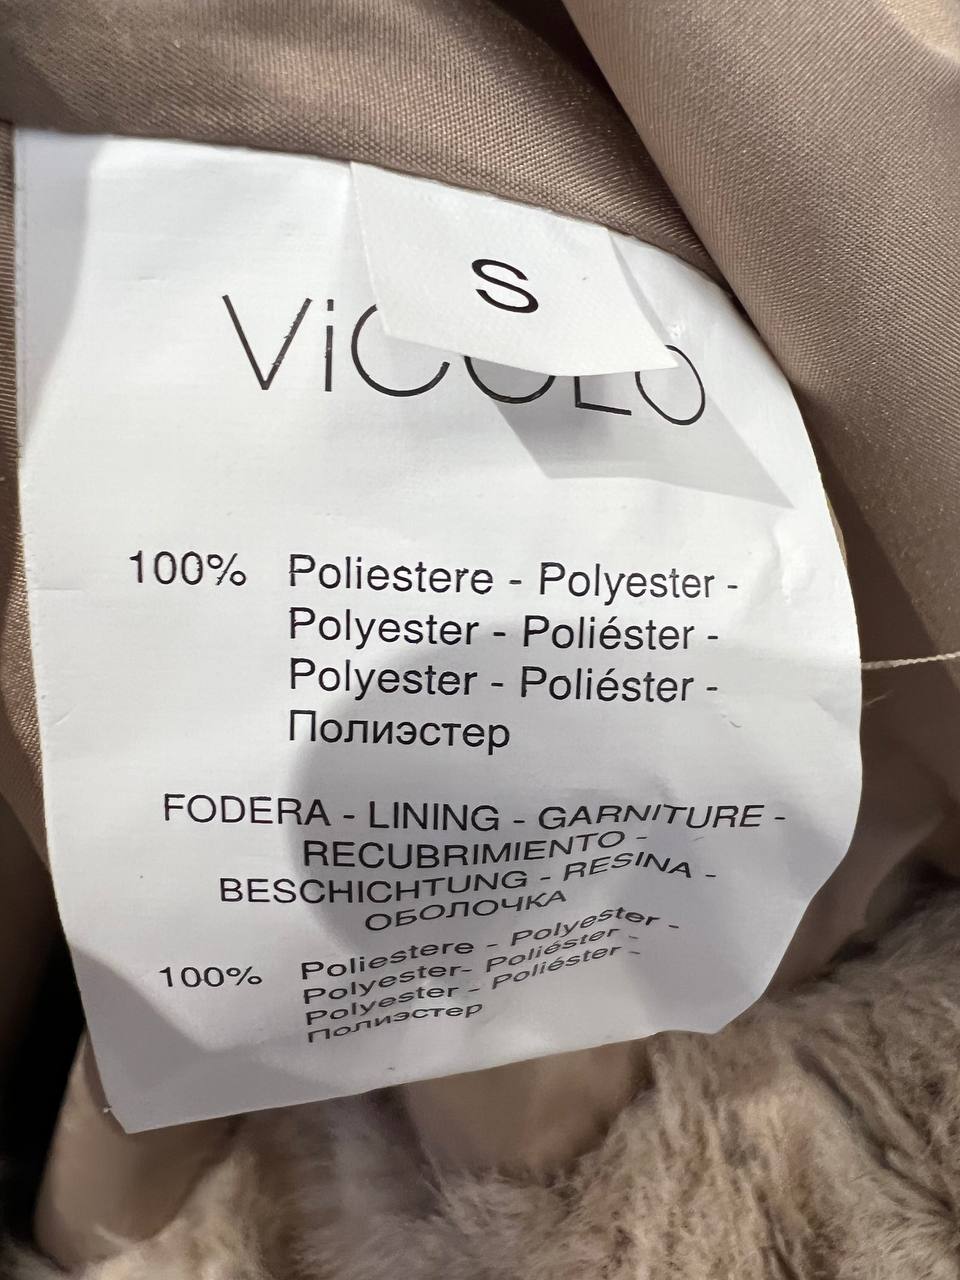 S
ViCOLO
100% Poliestere - Polyester -
Polyester - Poliéster -
Polyester - Poliéster -
Полиэстер
FODERA - LINING - GARNITURE -
RECUBRIMIENTO -
BESCHICHTUNG - RESINA -
ОБОЛОЧКА
100% Poliestere - Polyester -
Polyester- Poliéster -
Polyester - Poliéster -
Полиэстер